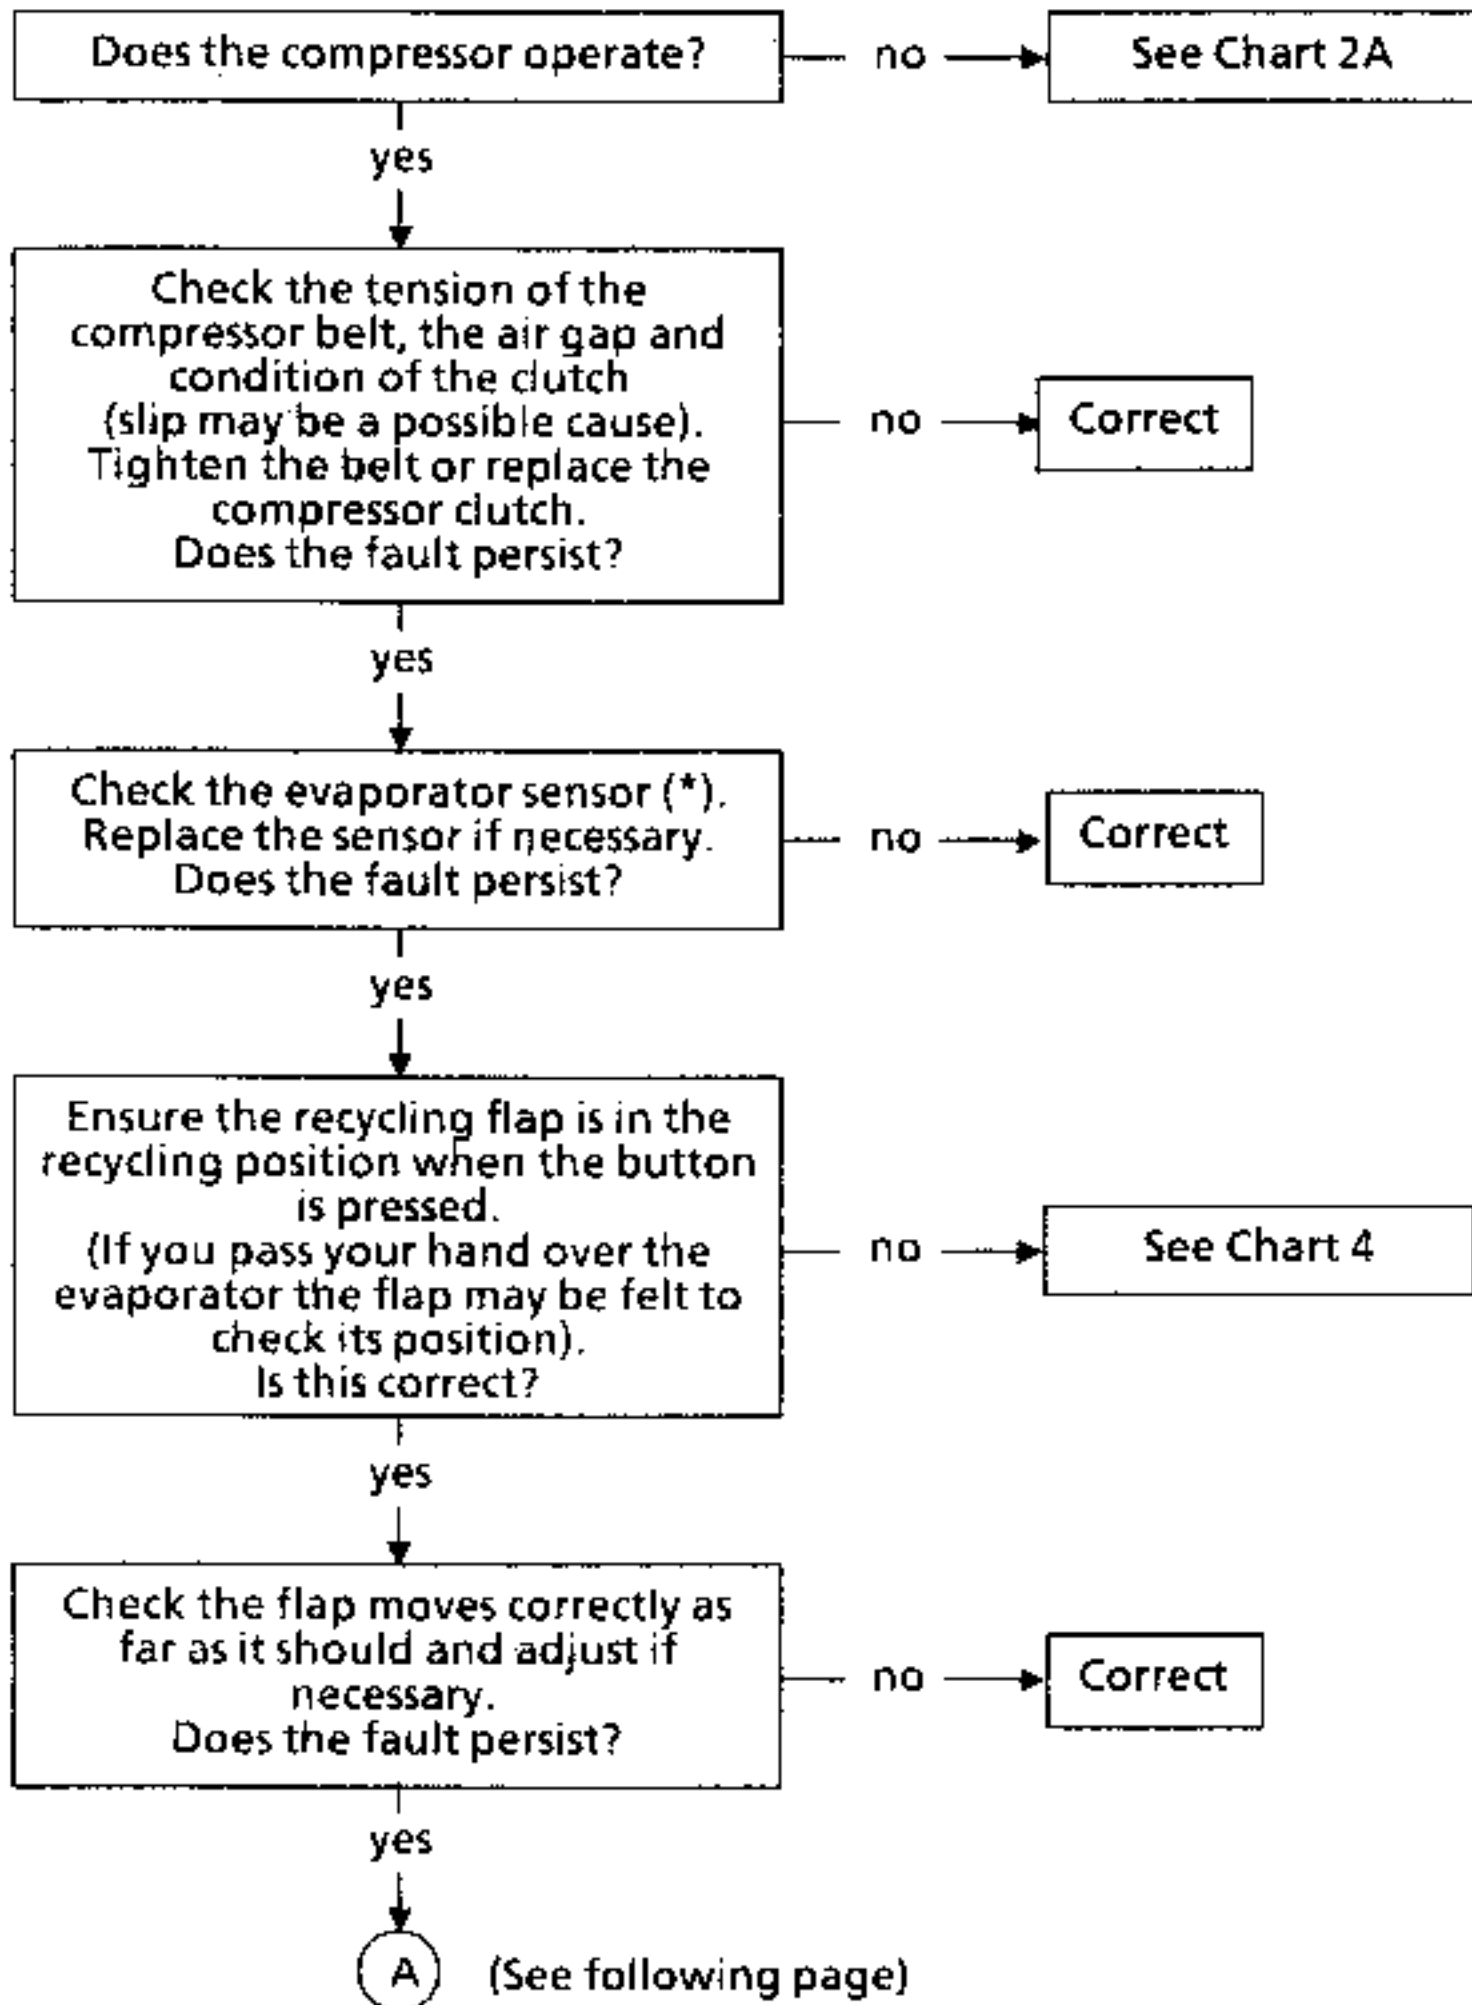 Does the compressor operate?
no
See Chart 2A
yes
Check the tension of the
compressor belt, the air gap and
condition of the clutch
(slip may be a possible cause).
Tighten the belt or replace the
compressor clutch.
Does the fault persist?
no
Correct
yes
Check the evaporator sensor (*).
Replace the sensor if necessary.
Does the fault persist?
no
Correct
yes
Ensure the recycling flap is in the
recycling position when the button
is pressed.
(If you pass your hand over the
evaporator the flap may be felt to
check its position).
Is this correct?
no
See Chart 4
yes
Check the flap moves correctly as
far as it should and adjust if
necessary.
Does the fault persist?
no
Correct
yes
A
(See following page)